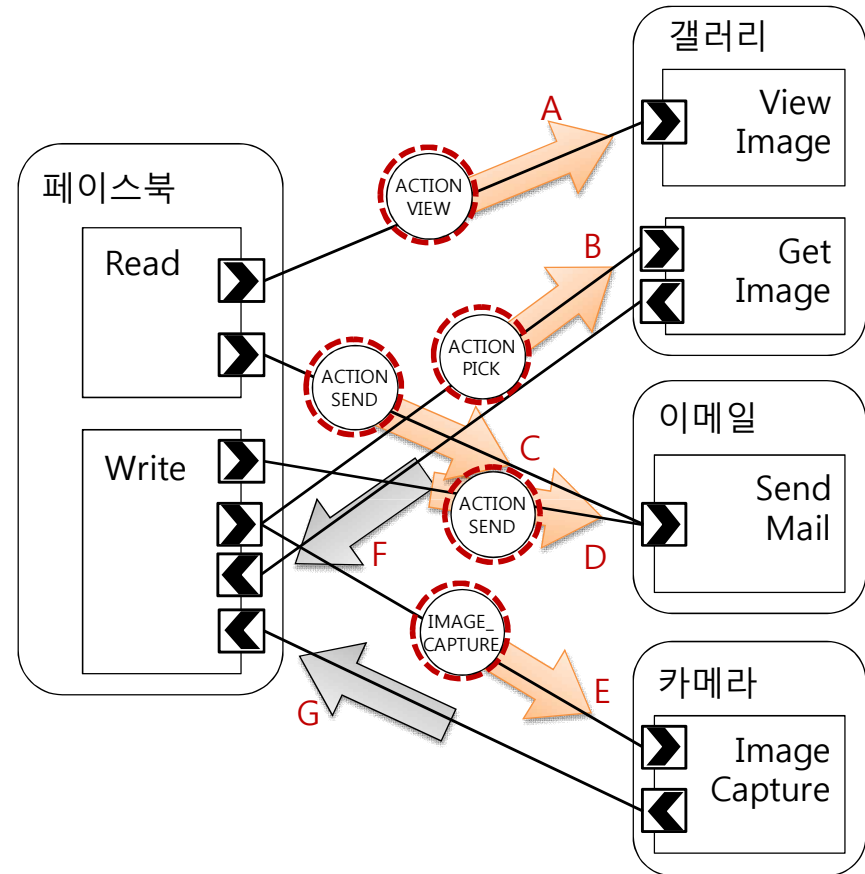 갤러리
View
Image
A
페이스북
ACTION
VIEW
Read
B
Get
Image
ACTION
PICK
ACTION
SEND
이메일
Write
C
Send
Mail
ACTION
SEND
F
D
IMAGE_
CAPTURE
카메라
E
G
Image
Capture